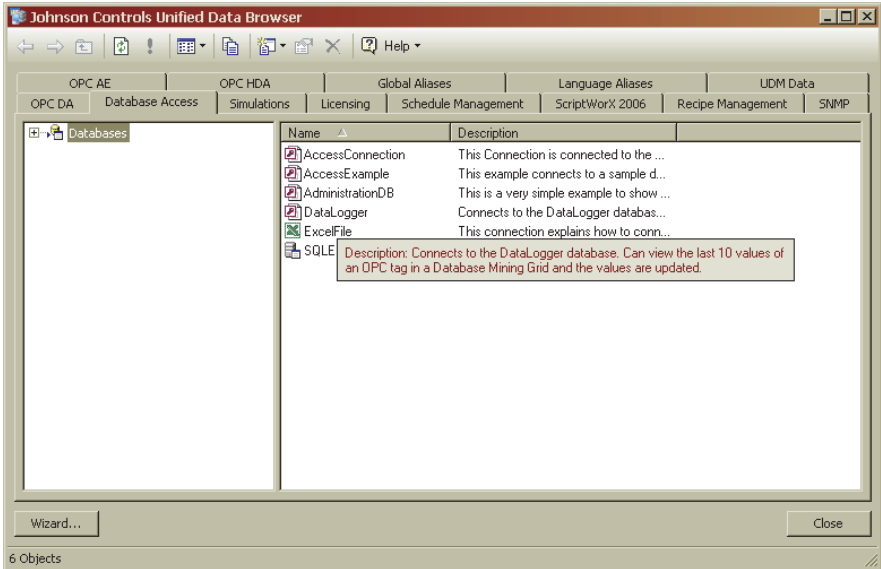 Johnson Controls Unified Data Browser
Help
OPC AE OPC HDA Global Aliases Language Aliases UDM Data
OPC DA Database Access Simulations Licensing Schedule Management ScriptWorX 2006 Recipe Management SNMP
Databases
Name Description
AccessConnection This Connection is connected to the ...
AccessExample This example connects to a sample d...
AdministrationDB This is a very simple example to show ...
DataLogger Connects to the DataLogger databas...
ExcelFile This connection explains how to conn...
SQLE
Description: Connects to the DataLogger database. Can view the last 10 values of
an OPC tag in a Database Mining Grid and the values are updated.
Wizard... Close
6 Objects